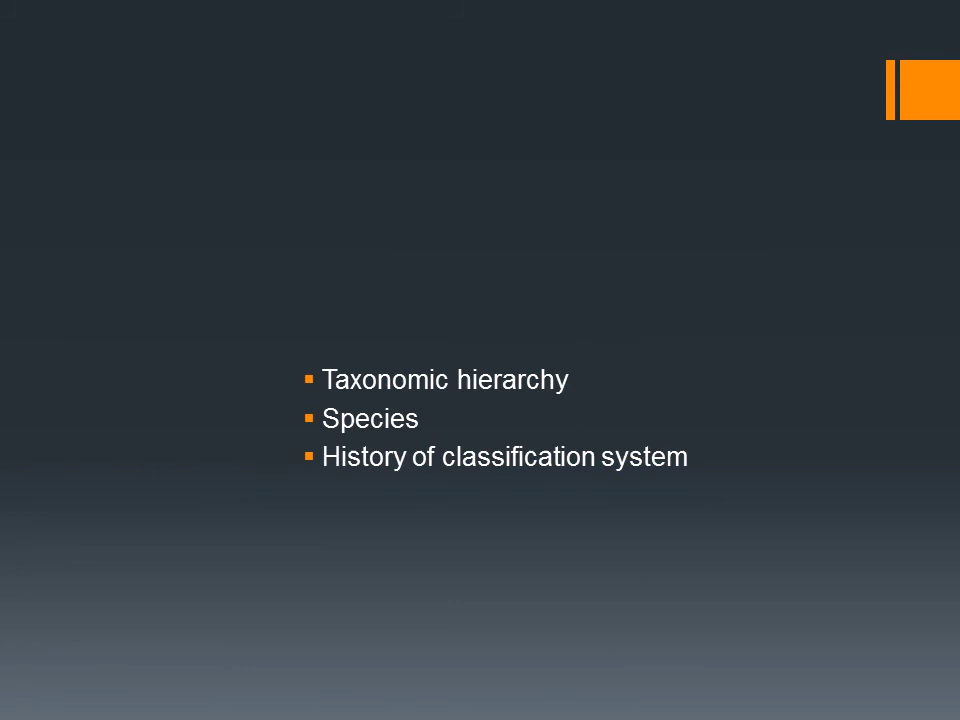 ▪ Taxonomic hierarchy
▪ Species
▪ History of classification system